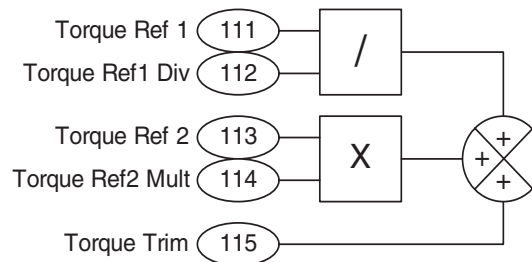 Torque Ref 1 111
Torque Ref1 Div 112
/
Torque Ref 2 113
Torque Ref2 Mult 114
X
+
+
+
Torque Trim 115